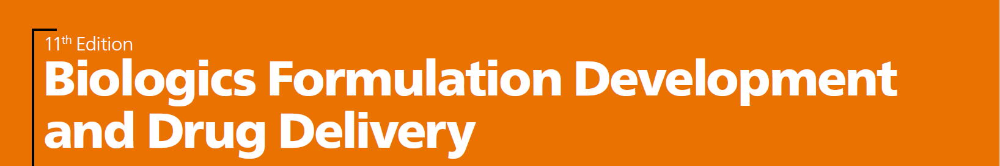 11th Edition
Biologics Formulation Development
and Drug Delivery